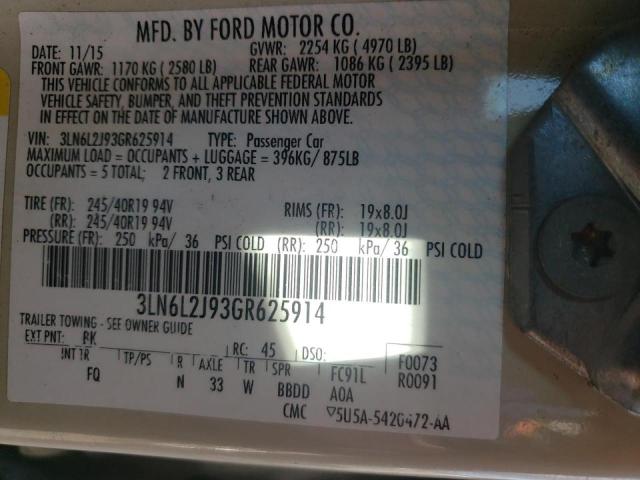 MFD. BY FORD MOTOR CO.
DATE: 11/15 GVWR: 2254 KG ( 4970 LB)
FRONT GAWR: 1170 KG ( 2580 LB) REAR GAWR: 1086 KG ( 2395 LB)
THIS VEHICLE CONFORMS TO ALL APPLICABLE FEDERAL MOTOR
VEHICLE SAFETY, BUMPER, AND THEFT PREVENTION STANDARDS
IN EFFECT ON THE DATE OF MANUFACTURE SHOWN ABOVE.
VIN: 3LN6L2J93GR625914 TYPE: Passenger Car
MAXIMUM LOAD = OCCUPANTS + LUGGAGE = 396KG/ 875LB
OCCUPANTS = 5 TOTAL; 2 FRONT, 3 REAR
TIRE (FR): 245/40R19 94V RIMS (FR): 19x8.0J
(RR): 245/40R19 94V (RR): 19x8.0J
PRESSURE (FR): 250 kPa/ 36 PSI COLD (RR): 250 kPa/ 36 PSI COLD
3LN6L2J93GR625914
TRAILER TOWING - SEE OWNER GUIDE
EXT PNT: RK RC: 45 DSO: F0073
INT TR TP/PS R AXLE TR SPR FC91L R0091
FQ N 33 W BBDD AOA
CMC ▽5U5A-5420472-AA